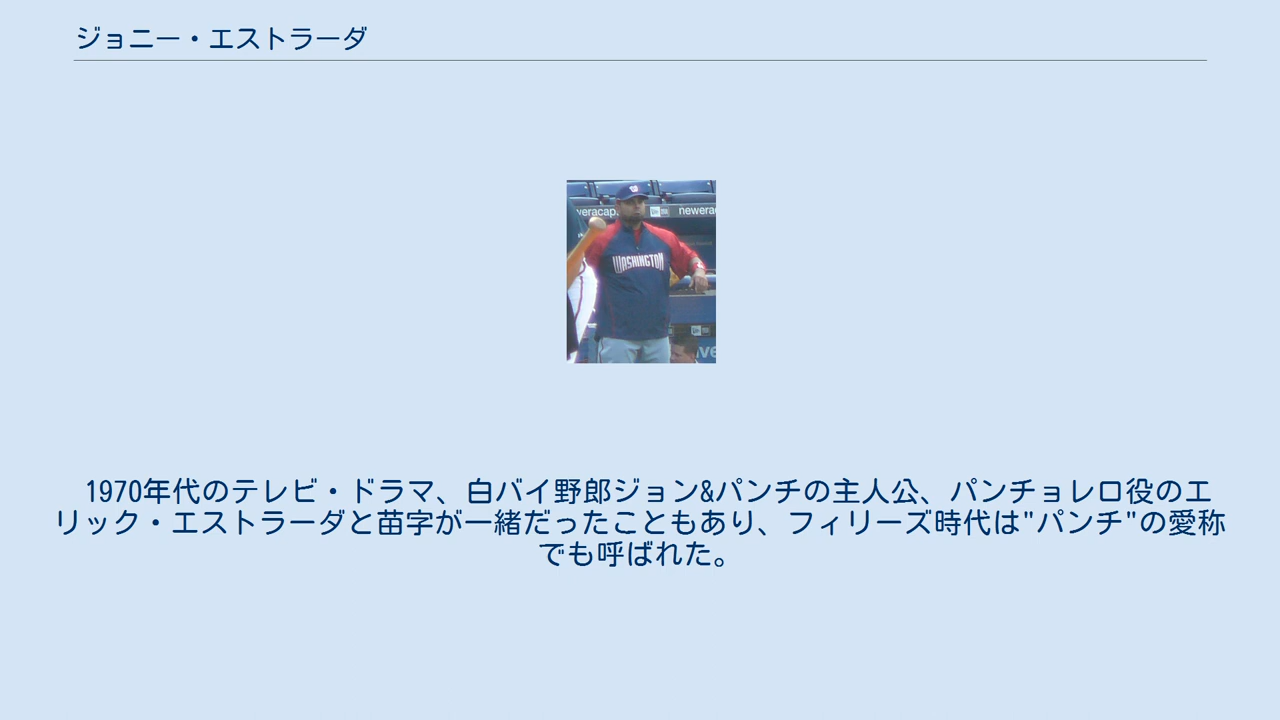 ジョニー・エストラーダ
weracap.
newerac
WASHINGTON
1970年代のテレビ・ドラマ、白バイ野郎ジョン&パンチの主人公、パンチョレロ役のエ
リック・エストラーダと苗字が一緒だったこともあり、フィリーズ時代は"パンチ"の愛称
でも呼ばれた。